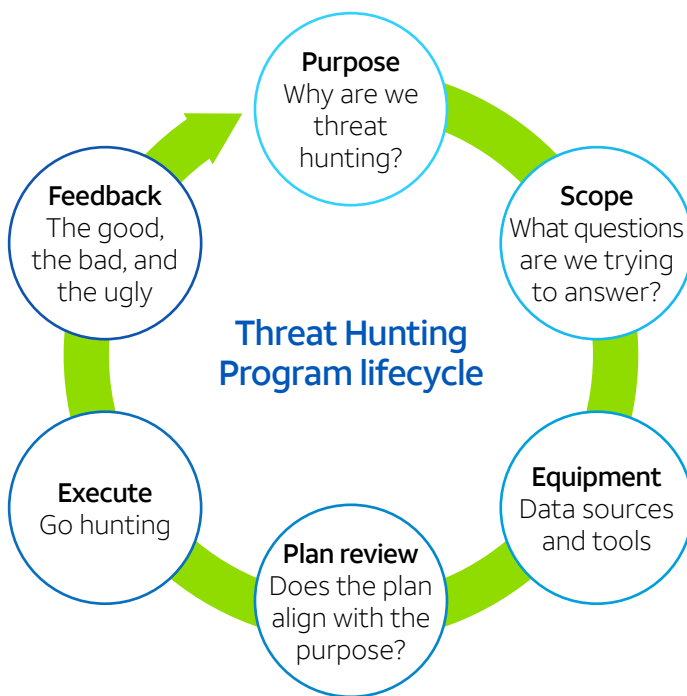 Purpose
Why are we
threat
hunting?
Scope
What questions
are we trying
to answer?
Equipment
Data sources
and tools
Plan review
Does the plan
align with the
purpose?
Execute
Go hunting
Feedback
The good,
the bad, and
the ugly
Threat Hunting
Program lifecycle